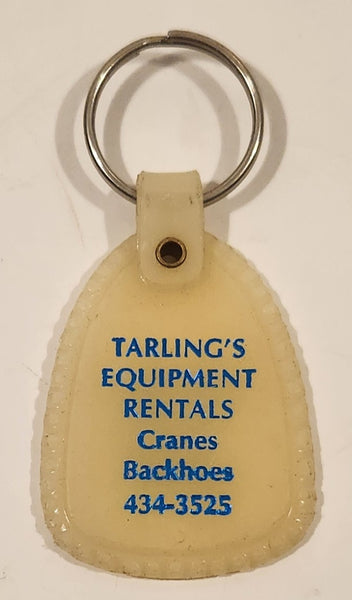 TARLING'S
EQUIPMENT
RENTALS
Cranes
Backhoes
434-3525